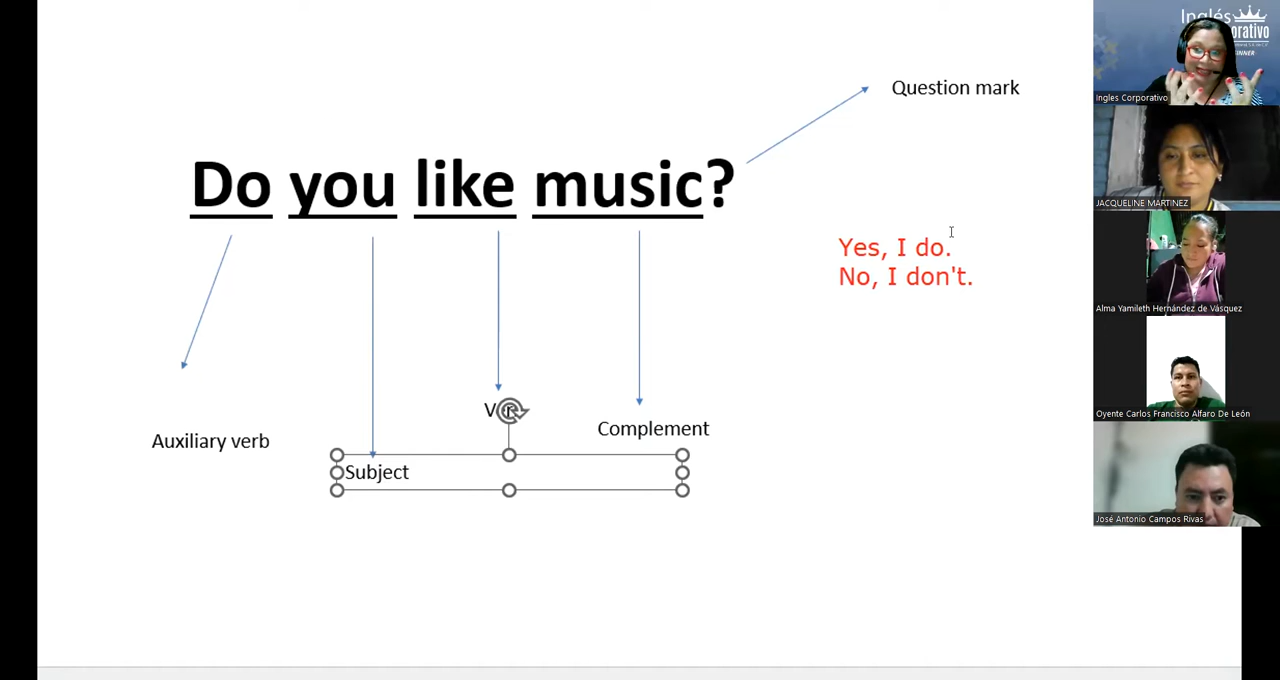 Question mark
Do you like music?
Yes, I do.
No, I don't.
Complement
Auxiliary verb
Subject
Inglés
Ingles Corporativo
JACQUELINE MARTINEZ
Alma Yamileth Hernández de Vásquez
Oyente Carlos Francisco Alfaro De León
José Antonio Campos Rivas